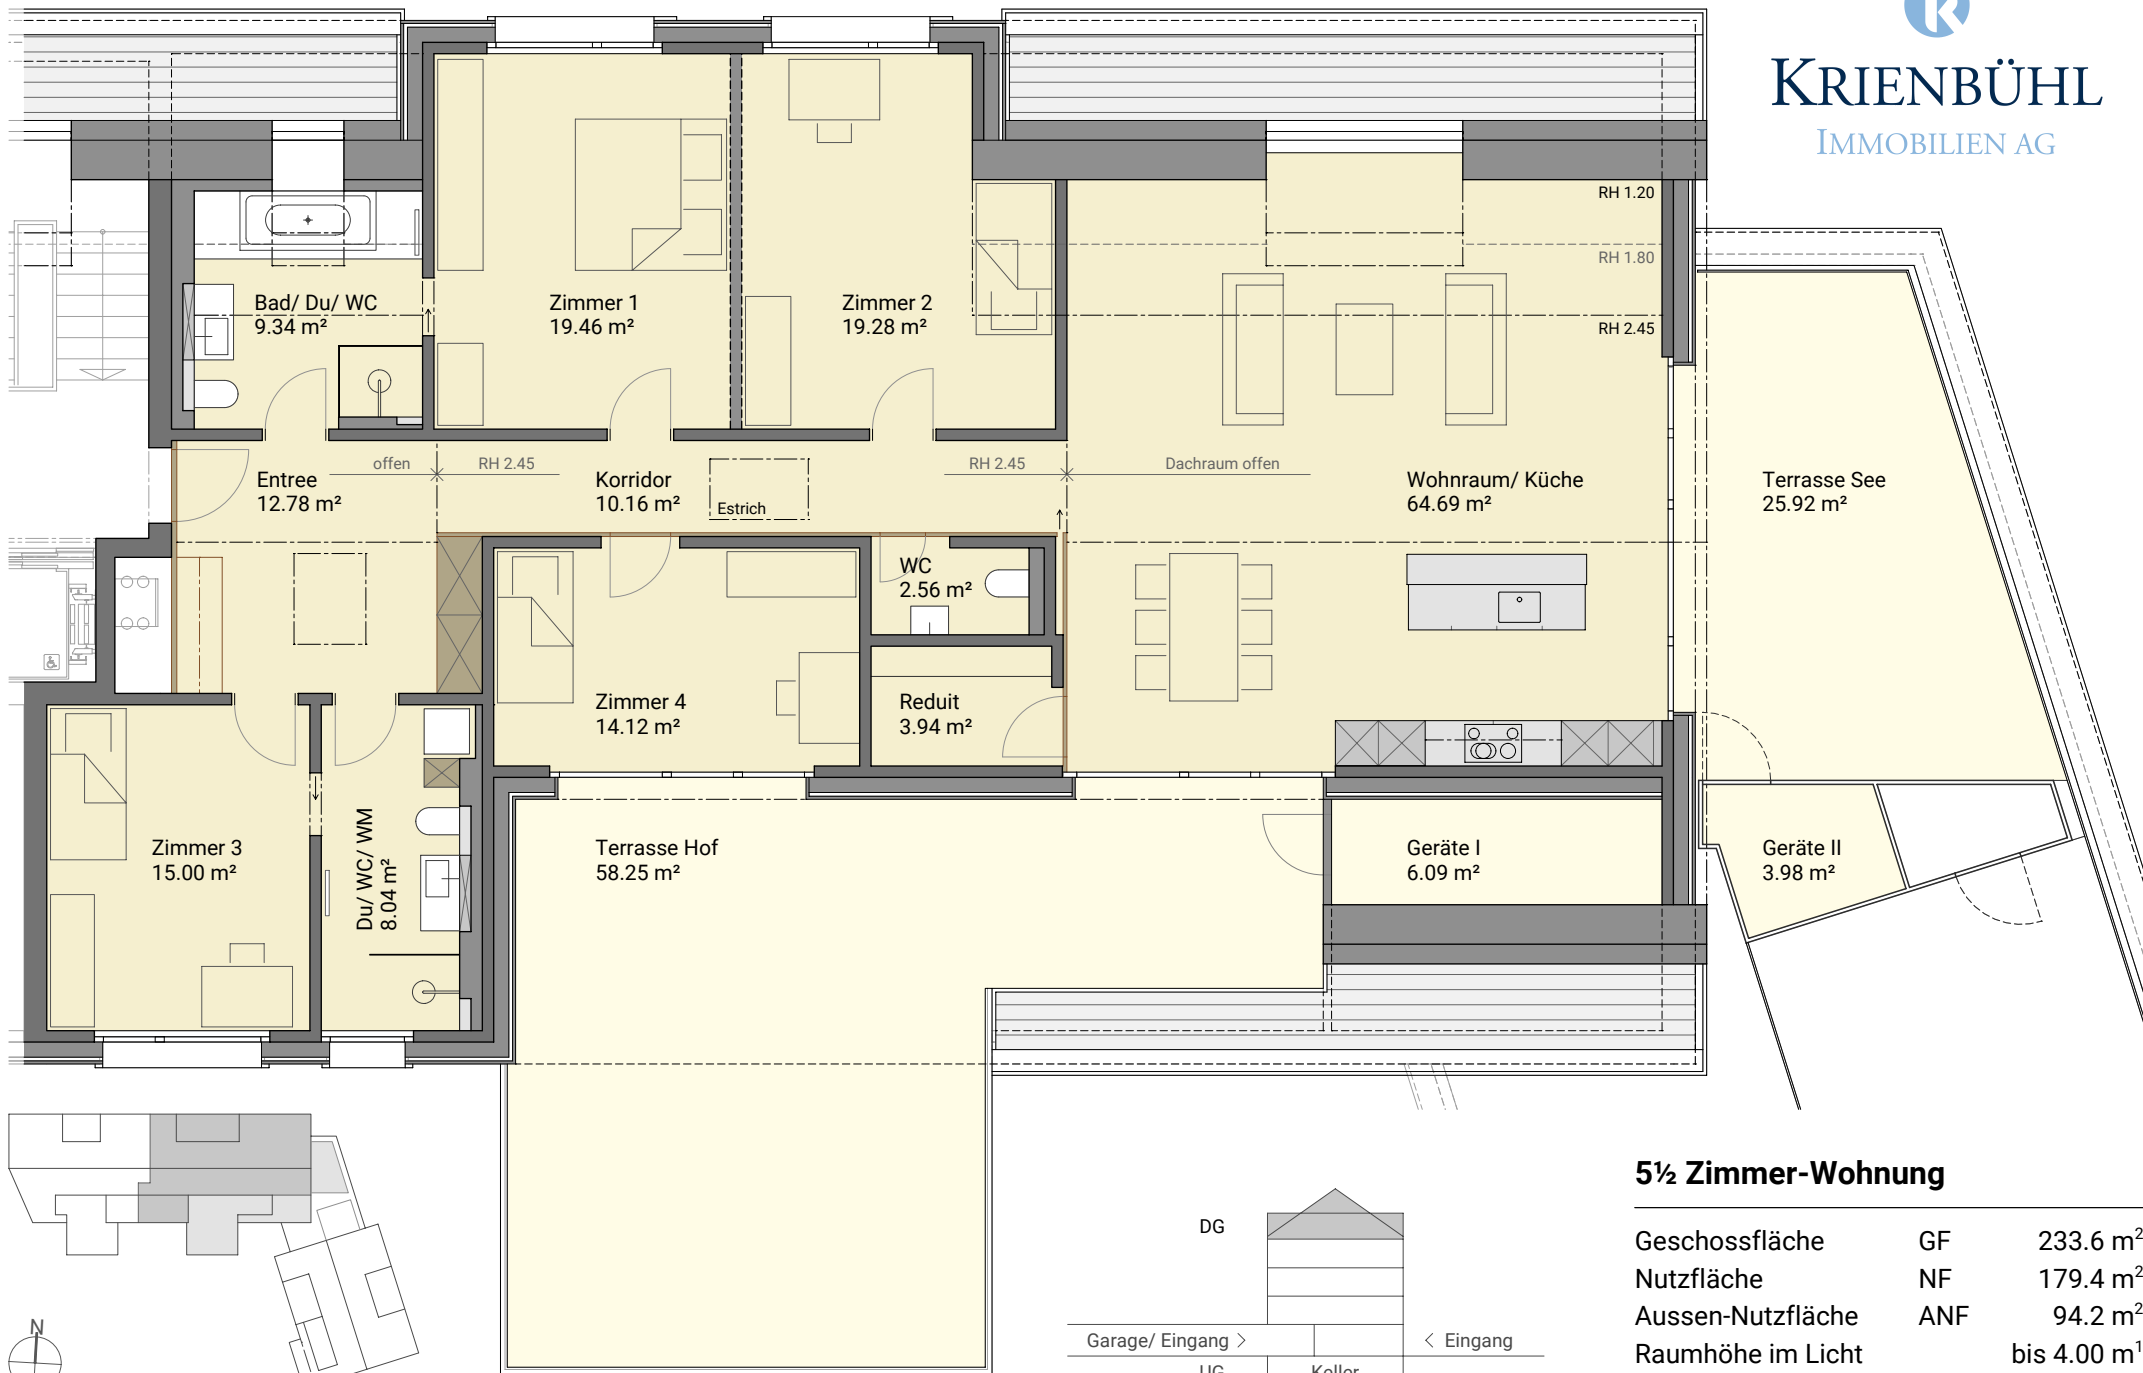 KRIENBÜHL
IMMOBILIEN AG
RH 1.20
RH 1.80
RH 2.45
Bad/ Du/ WC
9.34 m²
Zimmer 1
19.46 m²
Zimmer 2
19.28 m²
offen
RH 2.45
RH 2.45
Dachraum offen
Entree
12.78 m²
Korridor
10.16 m²
Estrich
Wohnraum/ Küche
64.69 m²
Terrasse See
25.92 m²
WC
2.56 m²
Zimmer 4
14.12 m²
Reduit
3.94 m²
Zimmer 3
15.00 m²
Du/ WC/ WM
8.04 m²
Terrasse Hof
58.25 m²
Geräte I
6.09 m²
Geräte II
3.98 m²
N
DG
Garage/ Eingang >
< Eingang
UG
Keller
5½ Zimmer-Wohnung
Geschossfläche GF 233.6 m²
Nutzfläche NF 179.4 m²
Aussen-Nutzfläche ANF 94.2 m²
Raumhöhe im Licht bis 4.00 m¹